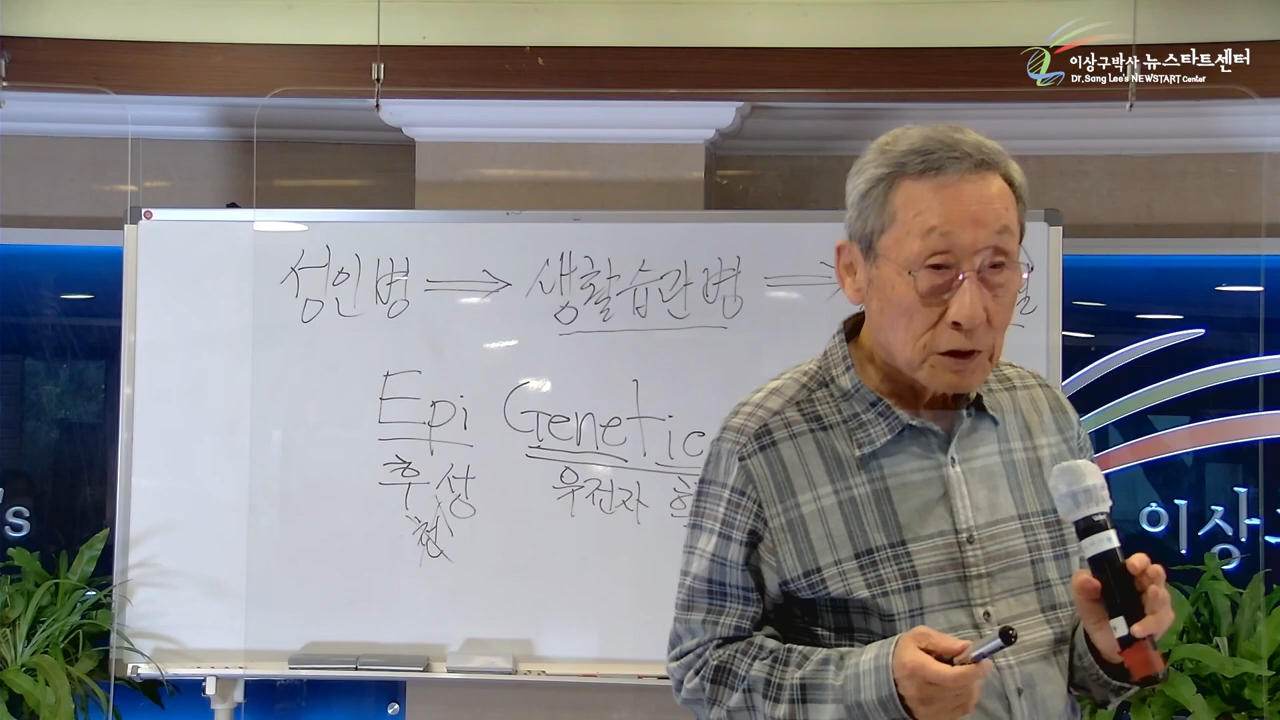 이상구박사 뉴스타트센터
Dr. Sang Lee's NEWSTART Center
성인병 ⇒ 생활습관병 ⇒
Epi Genetic
후성 유전자
's
이상